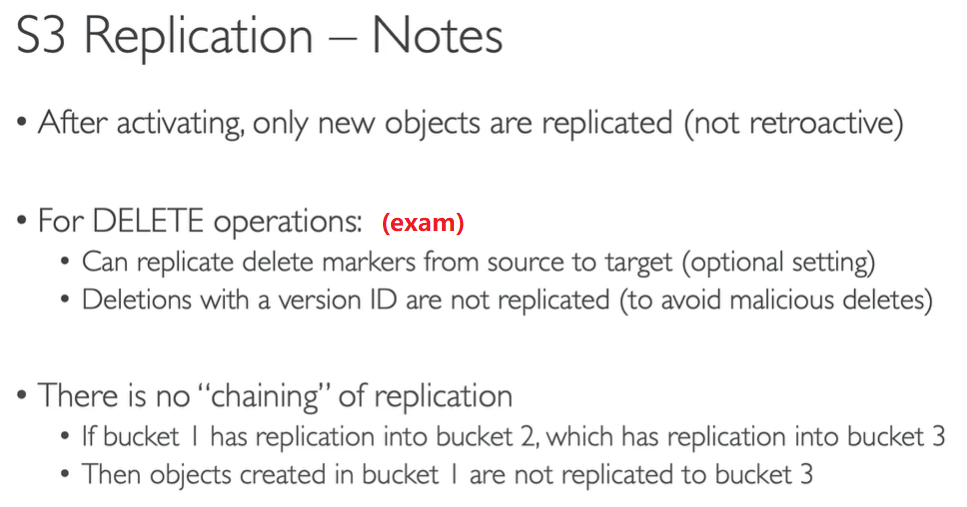 S3 Replication – Notes
• After activating, only new objects are replicated (not retroactive)
• For DELETE operations: (exam)
• Can replicate delete markers from source to target (optional setting)
• Deletions with a version ID are not replicated (to avoid malicious deletes)
• There is no “chaining” of replication
• If bucket 1 has replication into bucket 2, which has replication into bucket 3
• Then objects created in bucket 1 are not replicated to bucket 3